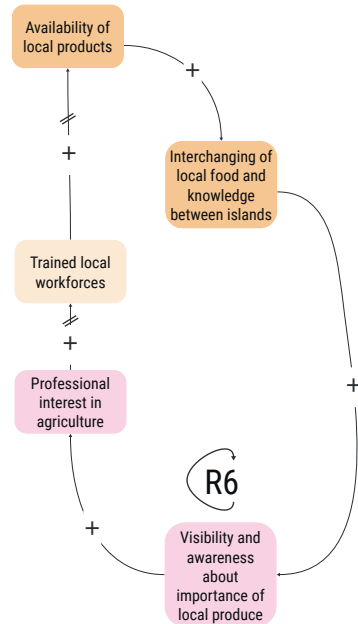 Availability of
local products
+
+
Interchanging of
local food and
knowledge
between islands
Trained local
workforces
+
+
Professional
interest in
agriculture
R6
+
Visibility and
awareness
about
importance of
local produce